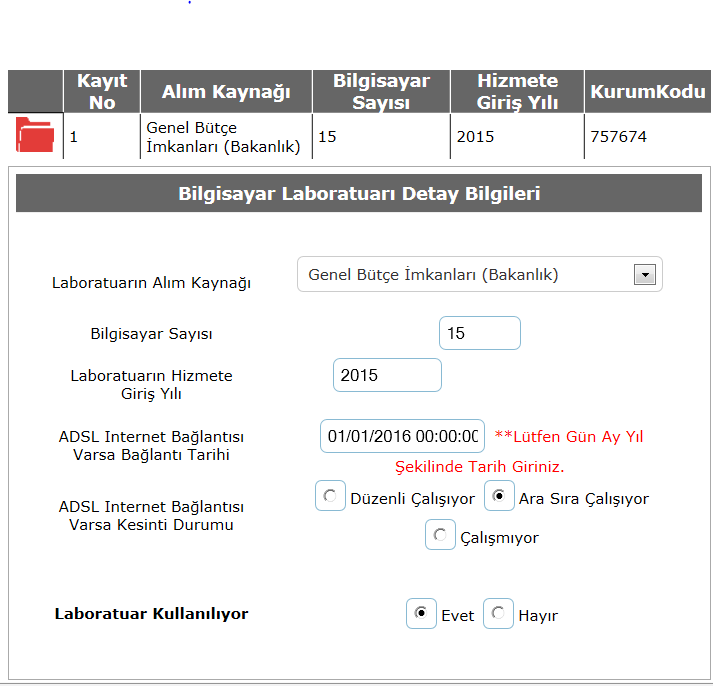 Kayıt No
Alım Kaynağı
Bilgisayar Sayısı
Hizmete Giriş Yılı
KurumKodu
1
Genel Bütçe
İmkanları (Bakanlık)
15
2015
757674
Bilgisayar Laboratuarı Detay Bilgileri
Laboratuarın Alım Kaynağı
Genel Bütçe İmkanları (Bakanlık)
Bilgisayar Sayısı
15
Laboratuarın Hizmete
Giriş Yılı
2015
ADSL Internet Bağlantısı
Varsa Bağlantı Tarihi
01/01/2016 00:00:00
**Lütfen Gün Ay Yıl
Şekilinde Tarih Giriniz.
ADSL Internet Bağlantısı
Varsa Kesinti Durumu
Düzenli Çalışıyor
Ara Sıra Çalışıyor
Çalışmıyor
Laboratuar Kullanılıyor
Evet
Hayır